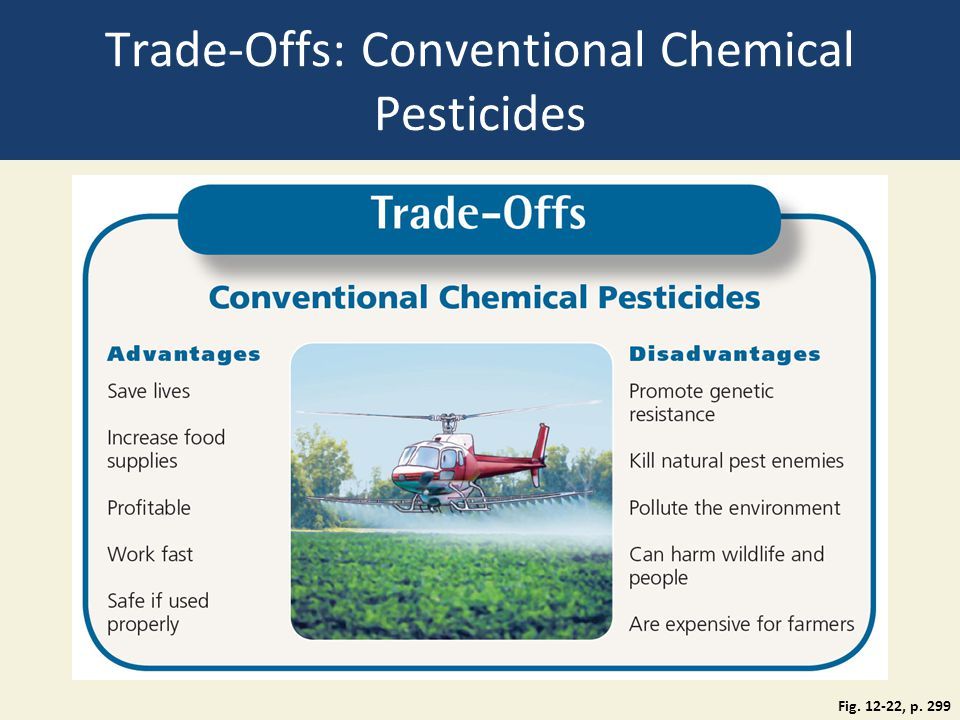 Trade-Offs: Conventional Chemical
Pesticides
Trade-Offs
Conventional Chemical Pesticides
Advantages
Save lives
Increase food
supplies
Profitable
Work fast
Safe if used
properly
Disadvantages
Promote genetic
resistance
Kill natural pest enemies
Pollute the environment
Can harm wildlife and
people
Are expensive for farmers
Fig. 12-22, p. 299